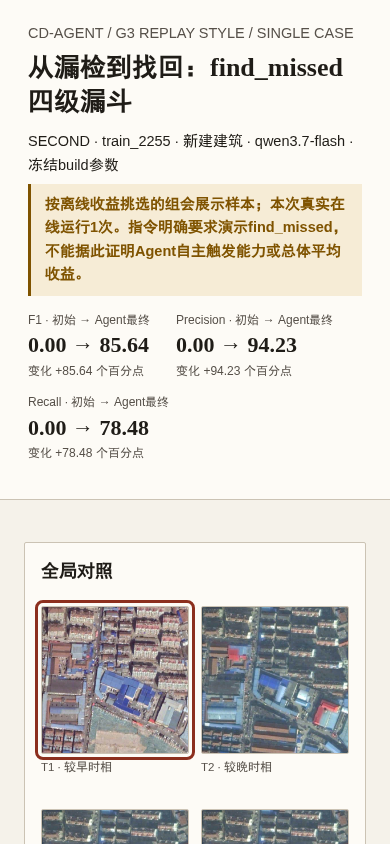 CD-AGENT / G3 REPLAY STYLE / SINGLE CASE
从漏检到找回：find_missed
四级漏斗
SECOND · train_2255 · 新建建筑 · qwen3.7-flash ·
冻结build参数
按离线收益挑选的组会展示样本；本次真实在
线运行1次。指令明确要求演示find_missed，
不能据此证明Agent自主触发能力或总体平均
收益。
F1 · 初始 → Agent最终
0.00 → 85.64
变化 +85.64 个百分点
Precision · 初始 → Agent最终
0.00 → 94.23
变化 +94.23 个百分点
Recall · 初始 → Agent最终
0.00 → 78.48
变化 +78.48 个百分点
全局对照
T1 · 较早时相
T2 · 较晚时相